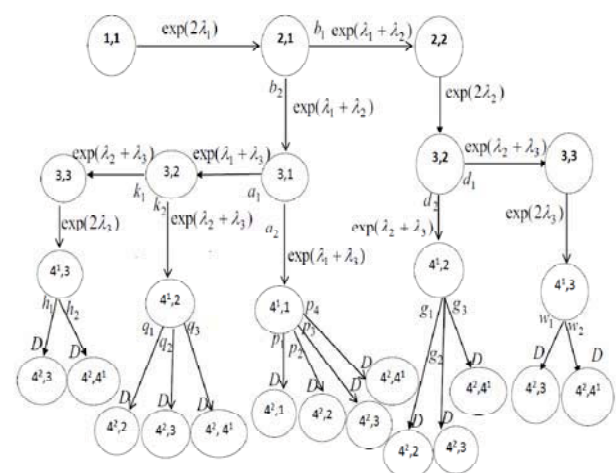 1,1
exp(2λ₁)
2,1
b₁ exp(λ₁ + λ₂)
2,2
b₂
exp(λ₁ + λ₂)
exp(2λ₂)
exp(λ₂ + λ₃)
exp(λ₁ + λ₃)
exp(λ₂ + λ₃)
3,3
k₁
3,2
k₂
a₁
3,1
3,2
d₁
3,3
d₂
exp(2λ₃)
exp(λ₂ + λ₃)
a₂
exp(λ₁ + λ₃)
exp(λ₂ + λ₃)
exp(2λ₃)
4¹,3
4¹,2
4¹,1
4¹,2
4¹,3
h₁ h₂
q₁ q₂ q₃
p₁ p₂ p₃ p₄
g₁ g₂ g₃
w₁ w₂
D D
D D D
D D D D
D D D
D D
4²,3
4²,4¹
4²,2
4²,3
4²,4¹
4²,1
4²,2
4²,3
4²,4¹
4²,2
4²,3
4²,4¹
4²,3
4²,4¹